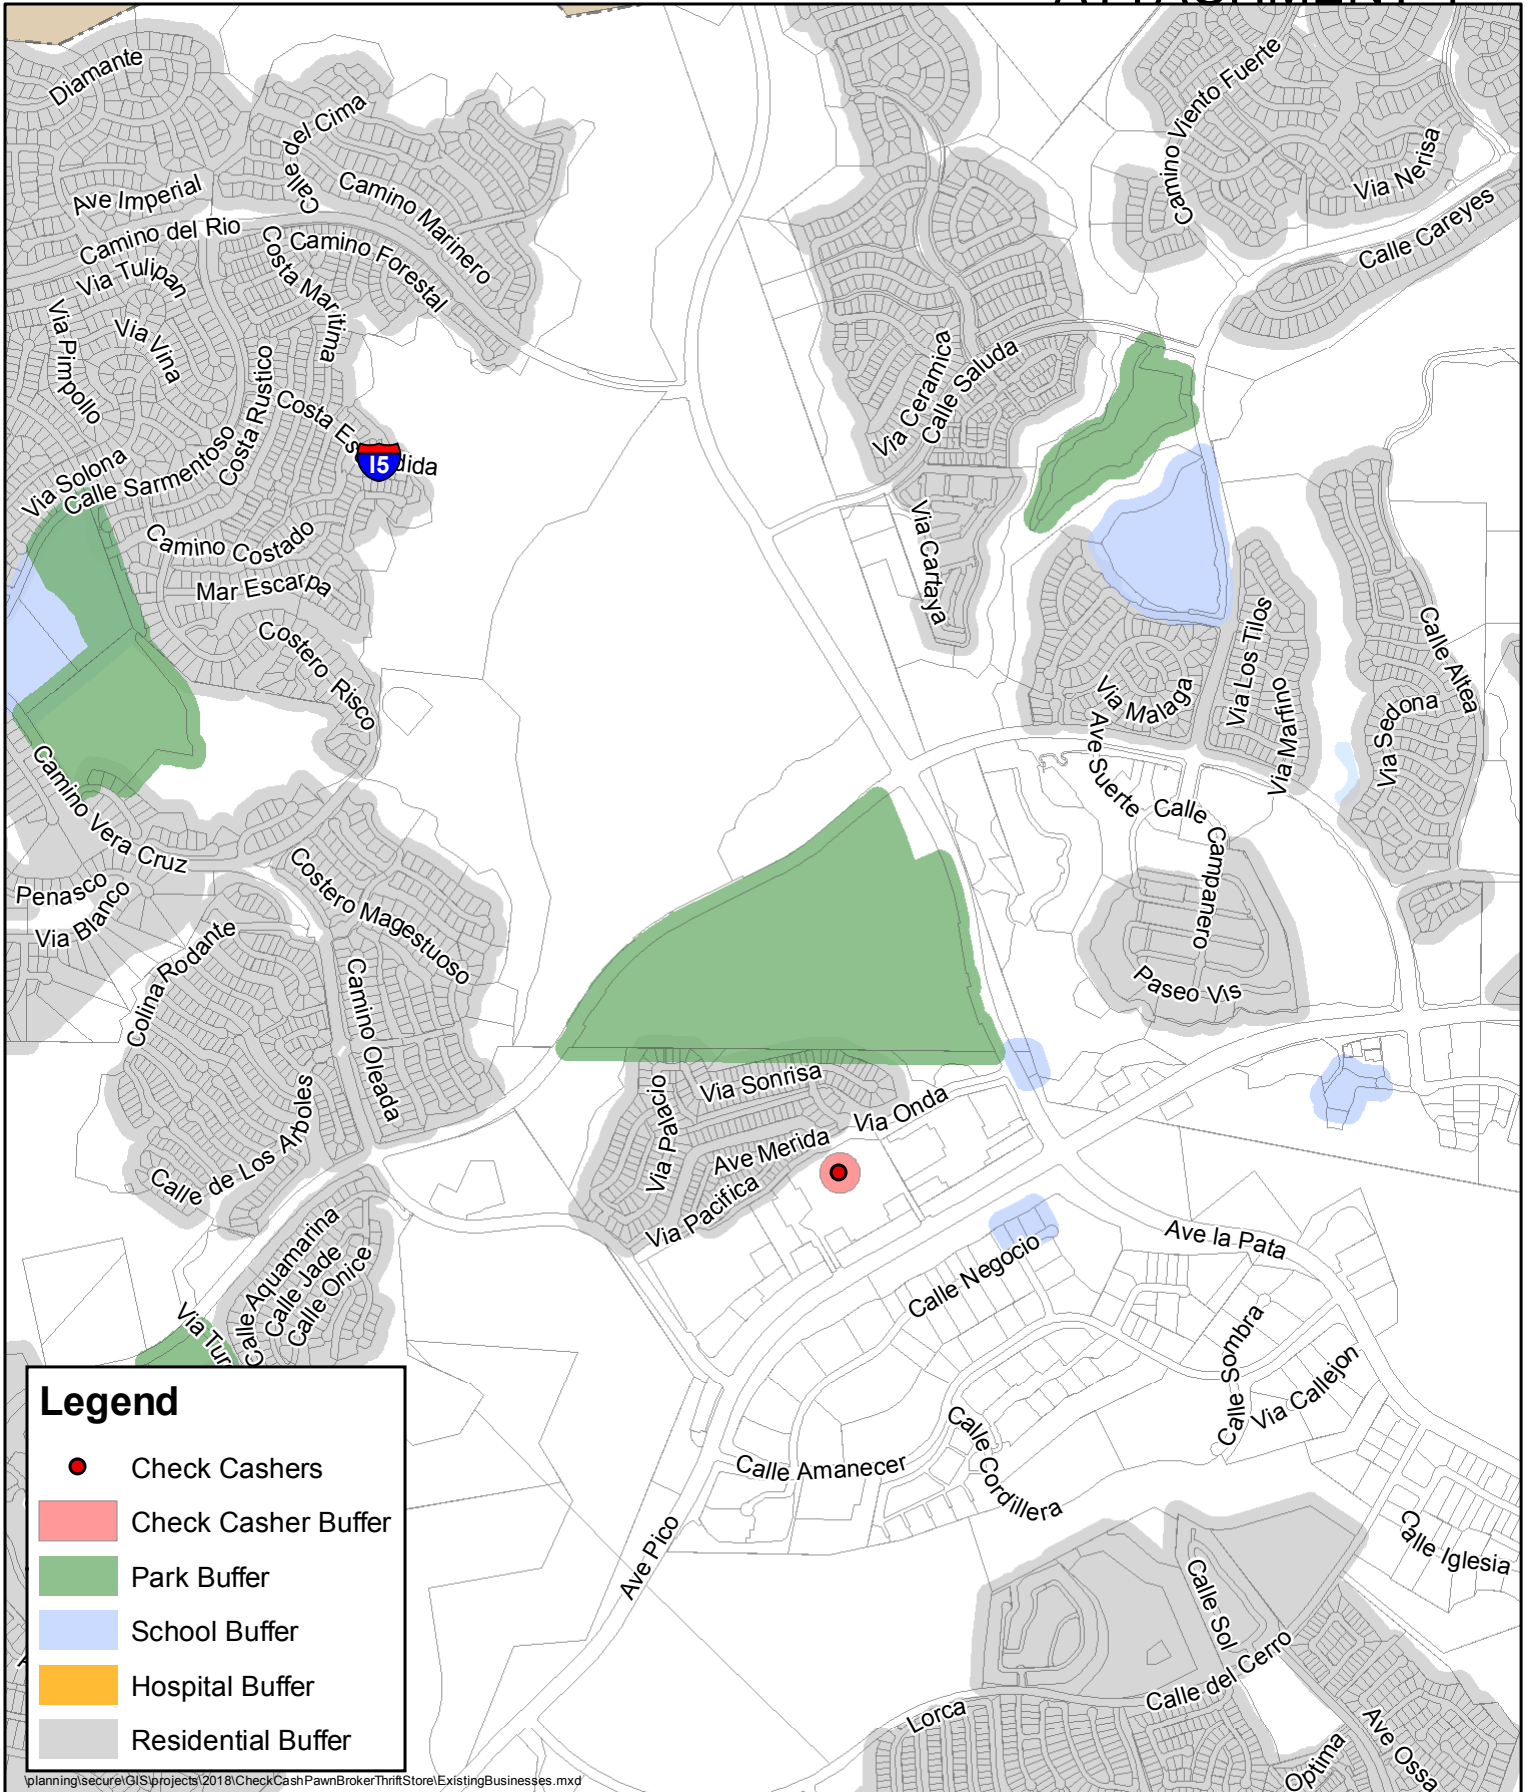 Diamante
Calle del Cima
Ave Imperial
Camino Marinero
Camino del Rio
Camino Forestal
Via Tulipan
Costa Maritima
Via Pimpollo
Via Vina
Costa Rustico
Costa Es
dida
I5
Via Solona
Calle Sarmentoso
Camino Costado
Mar Escarpa
Costero Risco
Camino Vera Cruz
Penasco
Via Blanco
Costero Magestuoso
Colina Rodante
Camino Oleada
Calle de Los Arboles
Calle Aquamarina
Calle Jade
Calle Onice
Via Tur
Camino Viento Fuerte
Via Nerisa
Calle Careyes
Via Ceramica
Calle Saluda
Via Cartaya
Via Malaga
Via Los Tilos
Via Marfino
Calle Altea
Via Sedona
Ave Suerte
Calle Campanero
Paseo Vis
Via Sonrisa
Via Palacio
Via Onda
Ave Merida
Via Pacifica
Ave la Pata
Calle Negocio
Calle Sombra
Via Callejon
Calle Amanecer
Calle Cordillera
Ave Pico
Calle Iglesia
Calle Sol
Calle del Cerro
Lorca
Ave Ossa
Optima
Legend
Check Cashers
Check Casher Buffer
Park Buffer
School Buffer
Hospital Buffer
Residential Buffer
\planning\secure\GIS\projects\2018\CheckCashPawnBrokerThriftStore\ExistingBusinesses.mxd